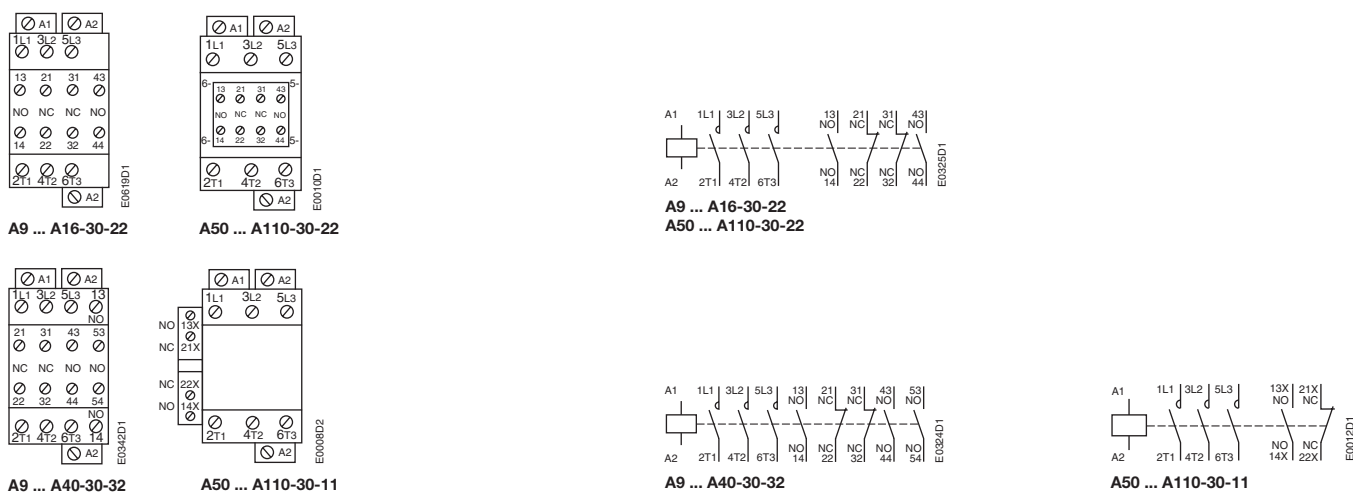 A1 A2
1L1 3L2 5L3
13 21 31 43
NO NC NC NO
14 22 32 44
2T1 4T2 6T3
A2
E0619D1
A9 ... A16-30-22
A1 A2
1L1 3L2 5L3
6- 5-
13 21 31 43
NO NC NC NO
14 22 32 44
6- 5-
2T1 4T2 6T3
A2
E0010D1
A50 ... A110-30-22
A1 1L1 3L2 5L3 13 21 31 43
NO NC NC NO
NO NC NC NO
A2 2T1 4T2 6T3 14 22 32 44
E0325D1
A9 ... A16-30-22
A50 ... A110-30-22
A1 A2
1L1 3L2 5L3 13
NO
21 31 43 53
NC NC NO NO
22 32 44 54
NO
2T1 4T2 6T3 14
A2
E0342D1
A9 ... A40-30-32
A1 A2
1L1 3L2 5L3
NO 13X
NC 21X
NC 22X
NO 14X
2T1 4T2 6T3
A2
E0008D2
A50 ... A110-30-11
A1 1L1 3L2 5L3 13 21 31 43 53
NO NC NC NO NO
NO NC NC NO NO
A2 2T1 4T2 6T3 14 22 32 44 54
E0324D1
A9 ... A40-30-32
A1 1L1 3L2 5L3 13X 21X
NO NC
NO NC
A2 2T1 4T2 6T3 14X 22X
E0012D1
A50 ... A110-30-11